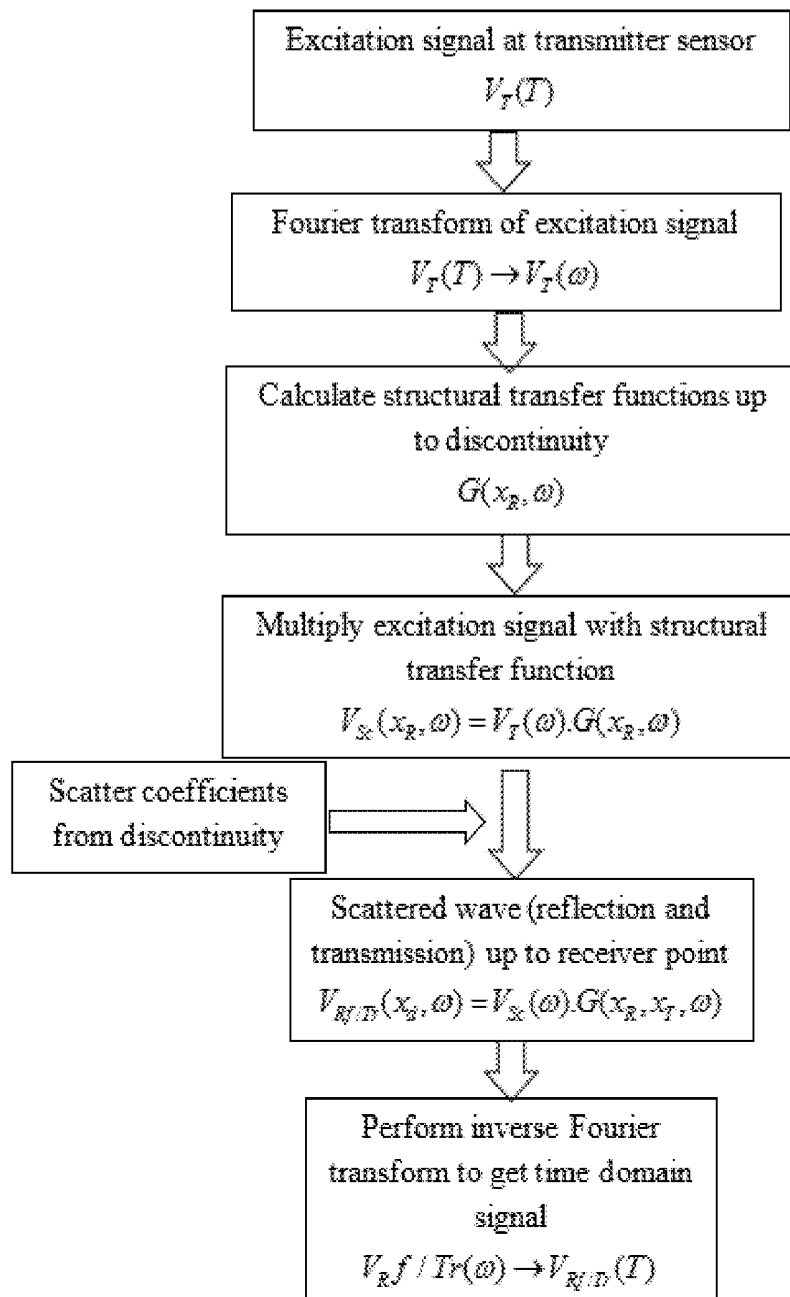 Excitation signal at transmitter sensor
V_T(T)
Fourier transform of excitation signal
V_T(T) → V_T(ω)
Calculate structural transfer functions up
to discontinuity
G(x_R, ω)
Multiply excitation signal with structural
transfer function
V_Sc(x_R, ω) = V_T(ω).G(x_R, ω)
Scatter coefficients
from discontinuity
Scattered wave (reflection and
transmission) up to receiver point
V_Rf/Tr(x_d, ω) = V_Sc(ω).G(x_R, x_T, ω)
Perform inverse Fourier
transform to get time domain
signal
V_R f / Tr(ω) → V_Rf/Tr(T)